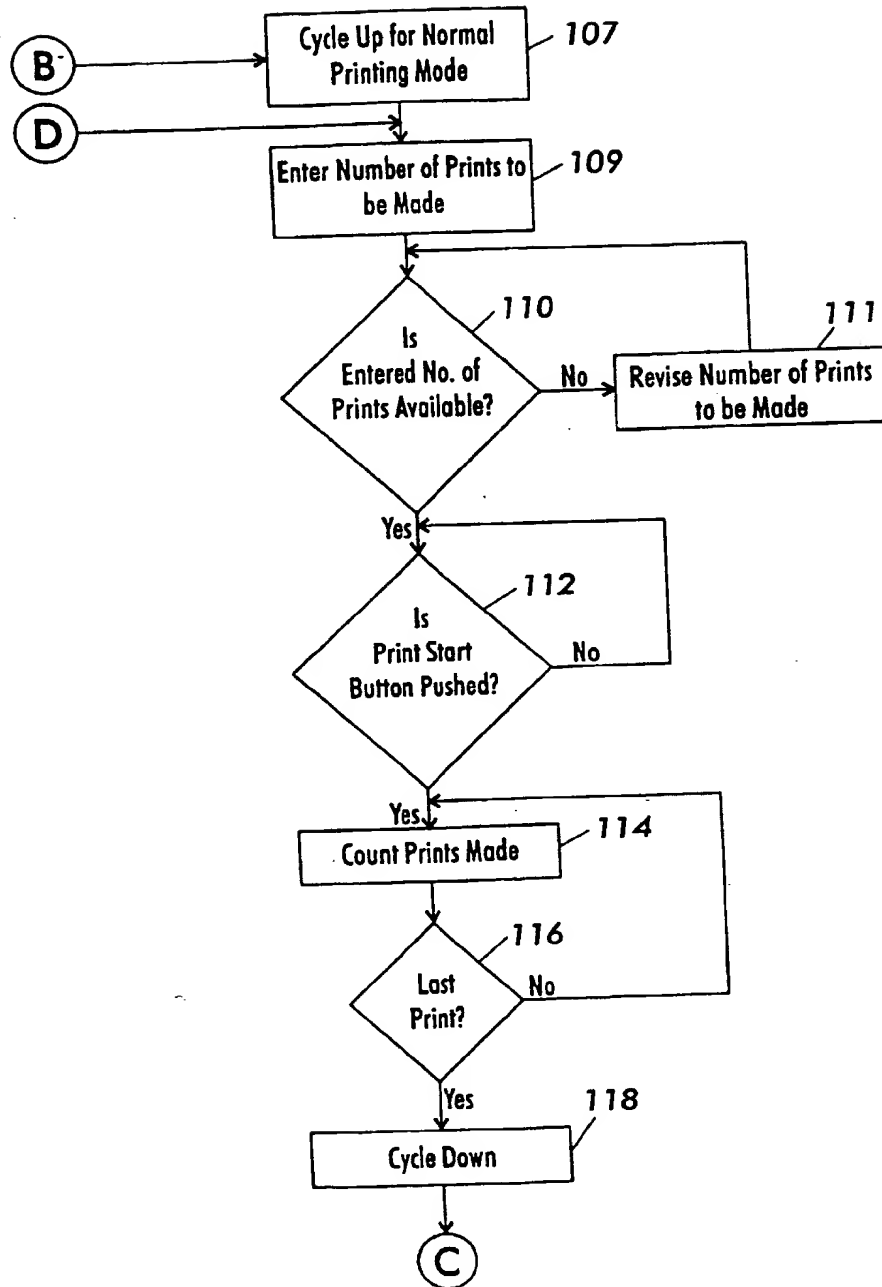 Cycle Up for Normal
Printing Mode
107
B
D
Enter Number of Prints to
be Made
109
110
Is
Entered No. of
Prints Available?
No
111
Revise Number of Prints
to be Made
Yes
112
Is
Print Start
Button Pushed?
No
Yes
114
Count Prints Made
116
Last
Print?
No
Yes
118
Cycle Down
C